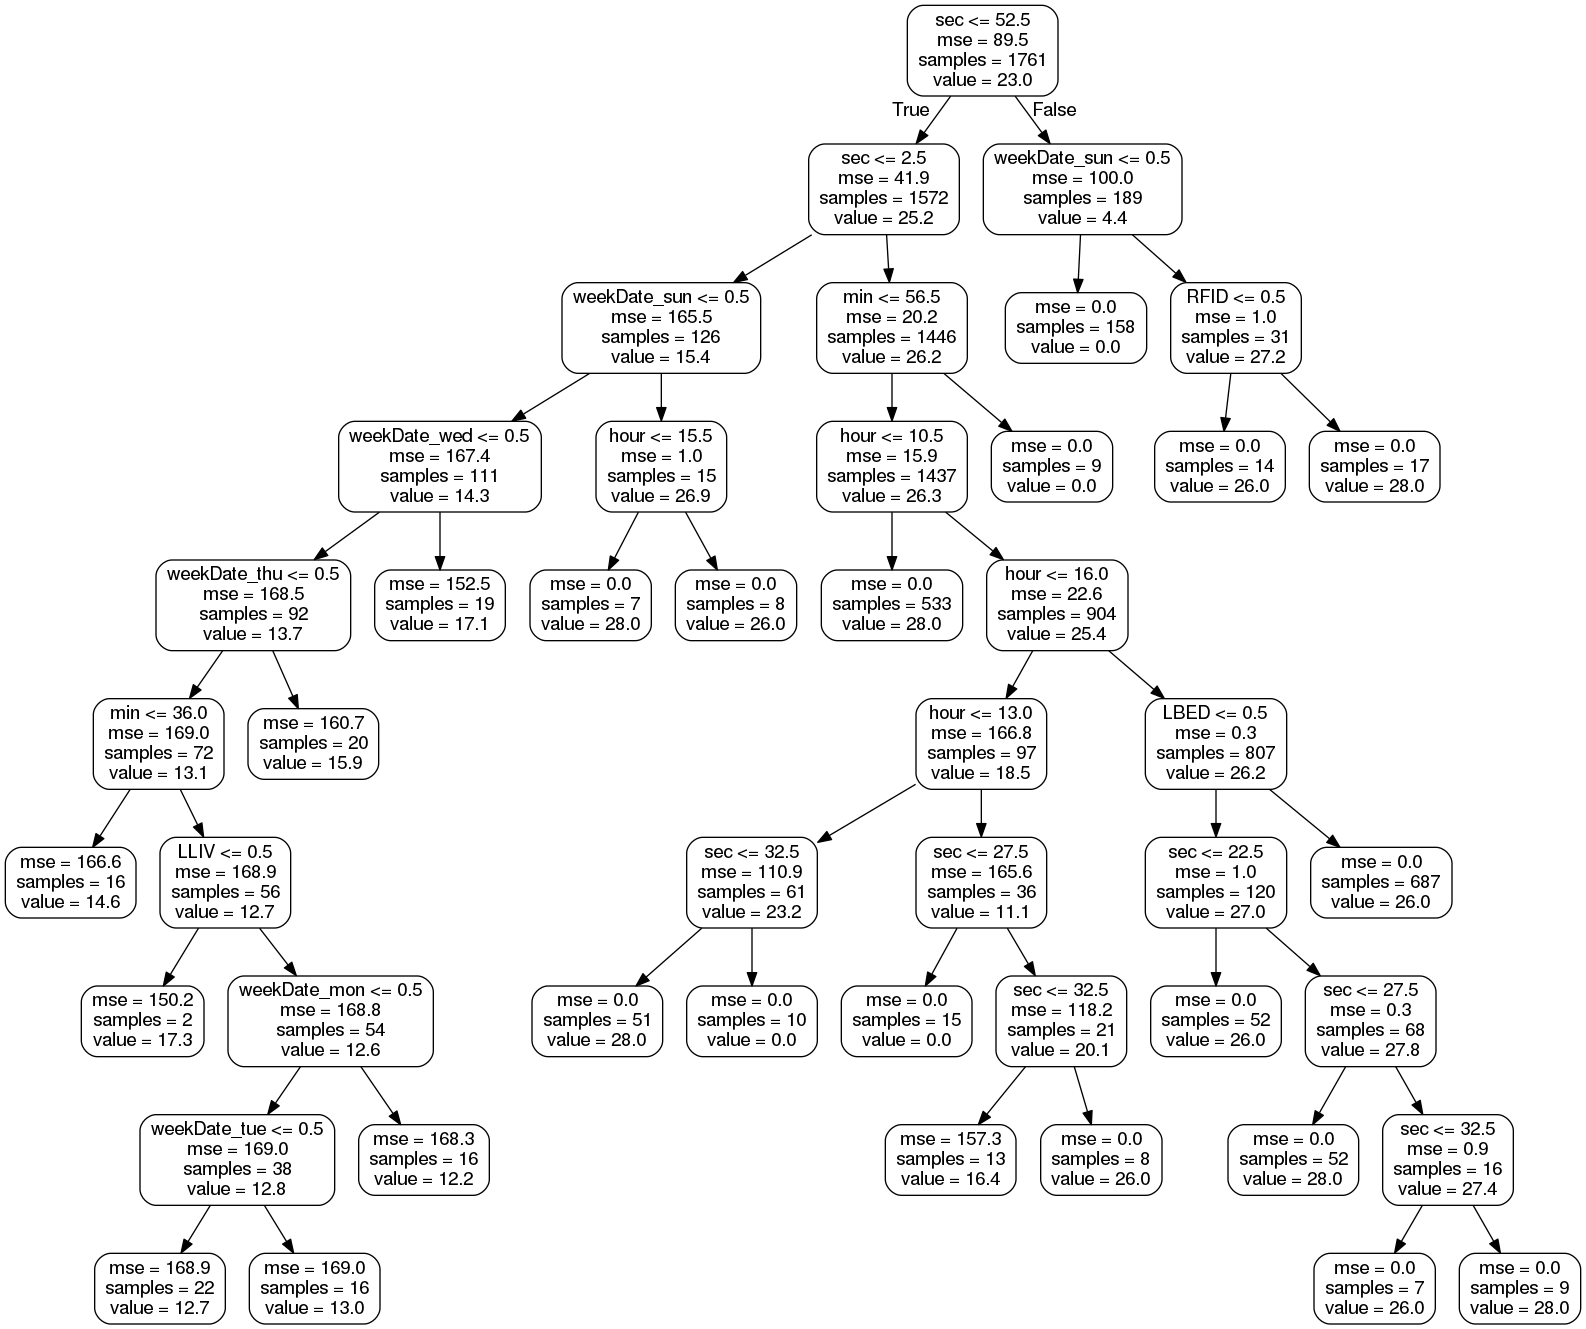 sec <= 52.5
mse = 89.5
samples = 1761
value = 23.0
True
False
sec <= 2.5
mse = 41.9
samples = 1572
value = 25.2
weekDate_sun <= 0.5
mse = 100.0
samples = 189
value = 4.4
weekDate_sun <= 0.5
mse = 165.5
samples = 126
value = 15.4
min <= 56.5
mse = 20.2
samples = 1446
value = 26.2
mse = 0.0
samples = 158
value = 0.0
RFID <= 0.5
mse = 1.0
samples = 31
value = 27.2
weekDate_wed <= 0.5
mse = 167.4
samples = 111
value = 14.3
hour <= 15.5
mse = 1.0
samples = 15
value = 26.9
hour <= 10.5
mse = 15.9
samples = 1437
value = 26.3
mse = 0.0
samples = 9
value = 0.0
mse = 0.0
samples = 14
value = 26.0
mse = 0.0
samples = 17
value = 28.0
weekDate_thu <= 0.5
mse = 168.5
samples = 92
value = 13.7
mse = 152.5
samples = 19
value = 17.1
mse = 0.0
samples = 7
value = 28.0
mse = 0.0
samples = 8
value = 26.0
mse = 0.0
samples = 533
value = 28.0
hour <= 16.0
mse = 22.6
samples = 904
value = 25.4
min <= 36.0
mse = 169.0
samples = 72
value = 13.1
mse = 160.7
samples = 20
value = 15.9
hour <= 13.0
mse = 166.8
samples = 97
value = 18.5
LBED <= 0.5
mse = 0.3
samples = 807
value = 26.2
mse = 166.6
samples = 16
value = 14.6
LLIV <= 0.5
mse = 168.9
samples = 56
value = 12.7
sec <= 32.5
mse = 110.9
samples = 61
value = 23.2
sec <= 27.5
mse = 165.6
samples = 36
value = 11.1
sec <= 22.5
mse = 1.0
samples = 120
value = 27.0
mse = 0.0
samples = 687
value = 26.0
mse = 150.2
samples = 2
value = 17.3
weekDate_mon <= 0.5
mse = 168.8
samples = 54
value = 12.6
mse = 0.0
samples = 51
value = 28.0
mse = 0.0
samples = 10
value = 0.0
mse = 0.0
samples = 15
value = 0.0
sec <= 32.5
mse = 118.2
samples = 21
value = 20.1
mse = 0.0
samples = 52
value = 26.0
sec <= 27.5
mse = 0.3
samples = 68
value = 27.8
weekDate_tue <= 0.5
mse = 169.0
samples = 38
value = 12.8
mse = 168.3
samples = 16
value = 12.2
mse = 157.3
samples = 13
value = 16.4
mse = 0.0
samples = 8
value = 26.0
mse = 0.0
samples = 52
value = 28.0
sec <= 32.5
mse = 0.9
samples = 16
value = 27.4
mse = 168.9
samples = 22
value = 12.7
mse = 169.0
samples = 16
value = 13.0
mse = 0.0
samples = 7
value = 26.0
mse = 0.0
samples = 9
value = 28.0